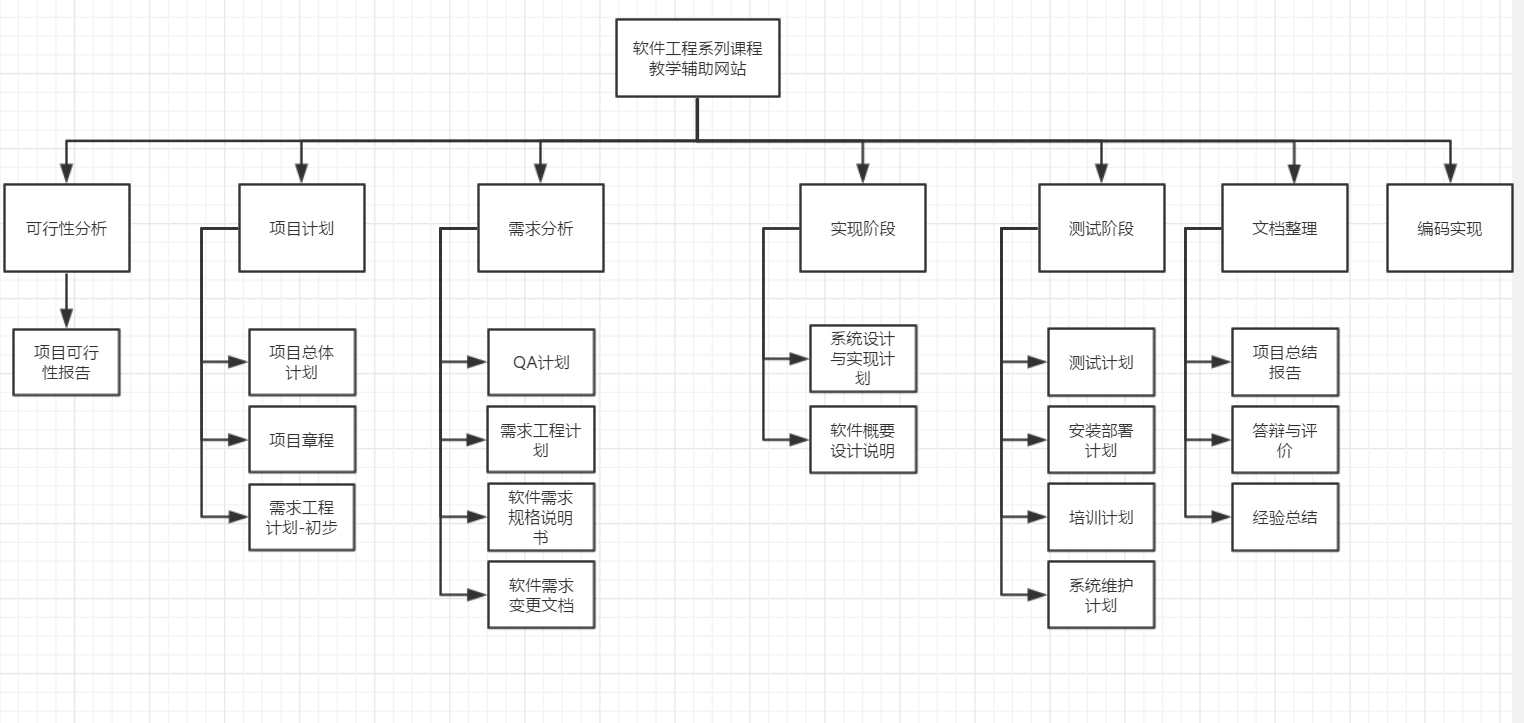 软件工程系列课程
教学辅助网站
可行性分析
项目计划
需求分析
实现阶段
测试阶段
文档整理
编码实现
项目可行
性报告
项目总体
计划
项目章程
需求工程
计划-初步
QA计划
需求工程计
划
软件需求
规格说明
书
软件需求
变更文档
系统设计
与实现计
划
软件概要
设计说明
测试计划
安装部署
计划
培训计划
系统维护
计划
项目总结
报告
答辩与评
价
经验总结